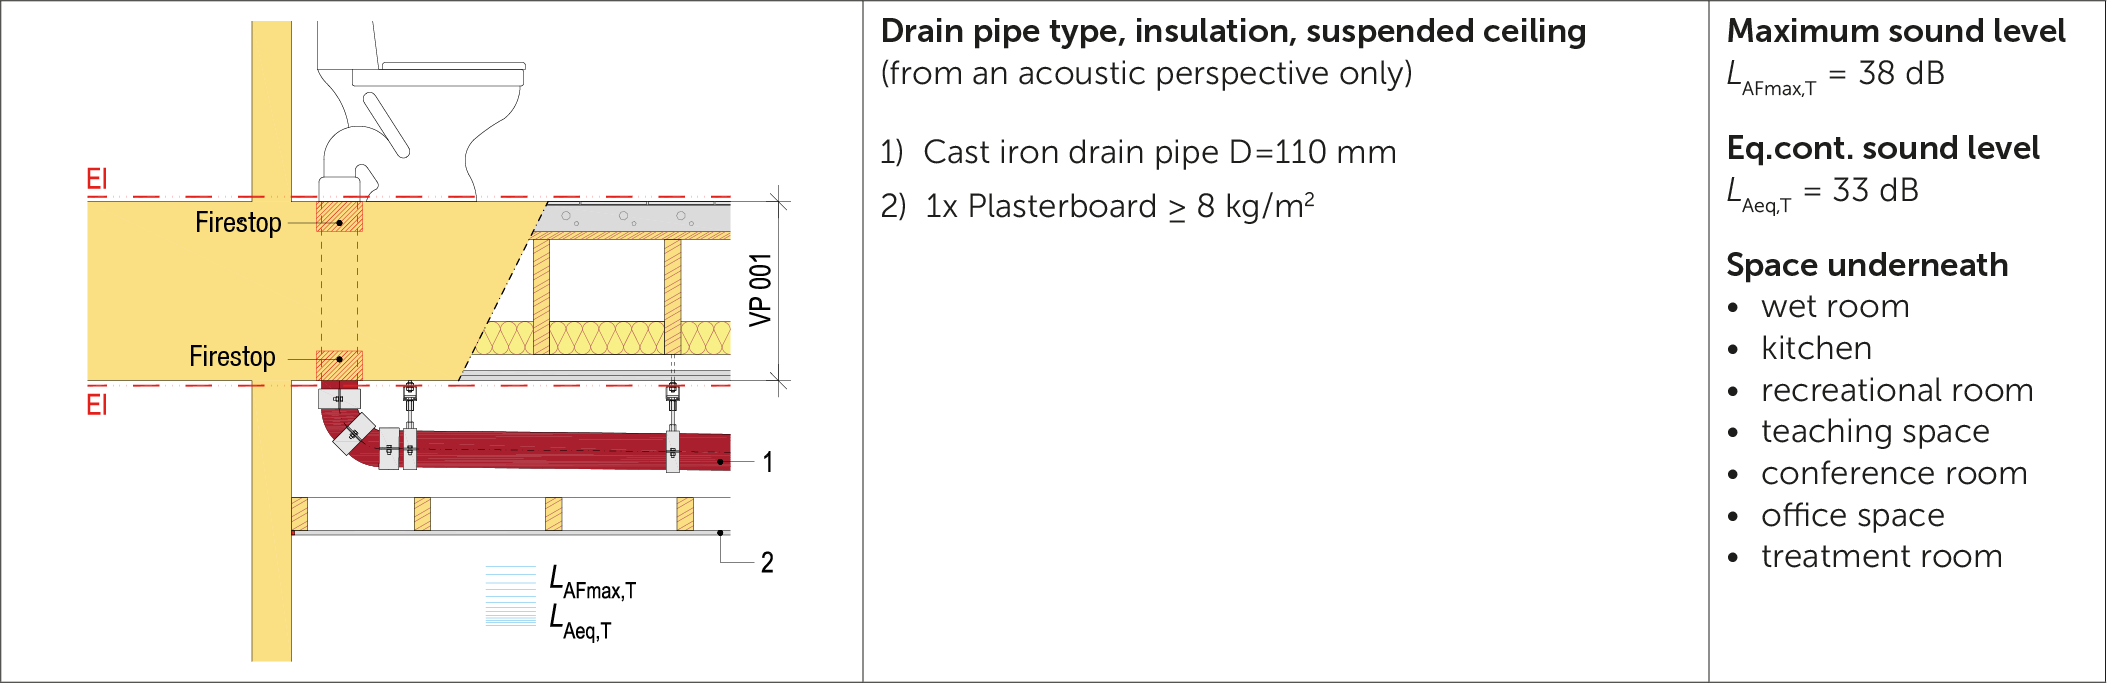 EI
Firestop
VP 001
Firestop
EI
1
2
LAFmax,T
LAeq,T
Drain pipe type, insulation, suspended ceiling
(from an acoustic perspective only)
1) Cast iron drain pipe D=110 mm
2) 1x Plasterboard ≥ 8 kg/m²
Maximum sound level
LAFmax,T = 38 dB
Eq.cont. sound level
LAeq,T = 33 dB
Space underneath
• wet room
• kitchen
• recreational room
• teaching space
• conference room
• office space
• treatment room